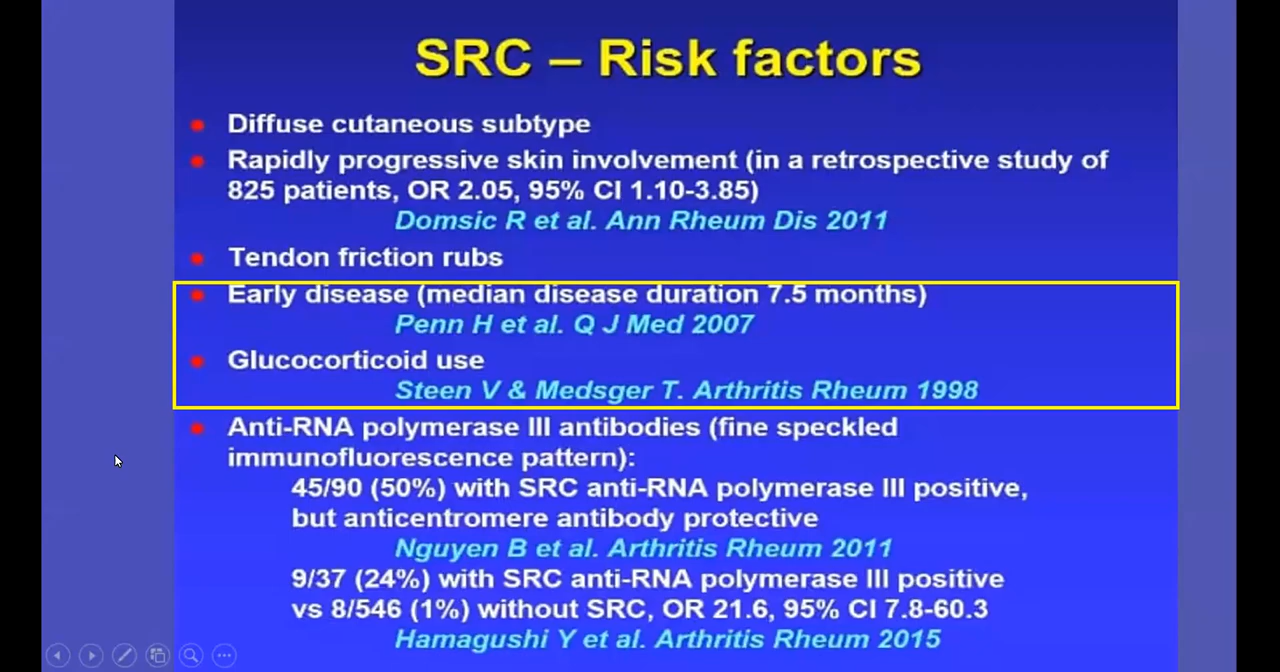 SRC – Risk factors
Diffuse cutaneous subtype
Rapidly progressive skin involvement (in a retrospective study of
825 patients, OR 2.05, 95% CI 1.10-3.85)
Domsic R et al. Ann Rheum Dis 2011
Tendon friction rubs
Early disease (median disease duration 7.5 months)
Penn H et al. Q J Med 2007
Glucocorticoid use
Steen V & Medsger T. Arthritis Rheum 1998
Anti-RNA polymerase III antibodies (fine speckled
immunofluorescence pattern):
45/90 (50%) with SRC anti-RNA polymerase III positive,
but anticentromere antibody protective
Nguyen B et al. Arthritis Rheum 2011
9/37 (24%) with SRC anti-RNA polymerase III positive
vs 8/546 (1%) without SRC, OR 21.6, 95% CI 7.8-60.3
Hamagushi Y et al. Arthritis Rheum 2015